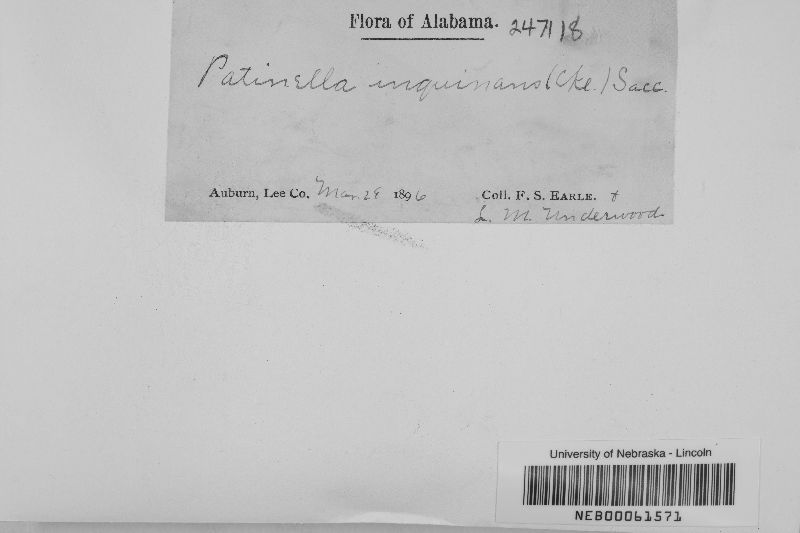 Flora of Alabama. 247118
Patinella inquinans (Cke.) Sacc.
Auburn, Lee Co, Mar. 28 1896 Coll. F. S. EARLE. +
L. M. Underwood
University of Nebraska - Lincoln
NEB00061571